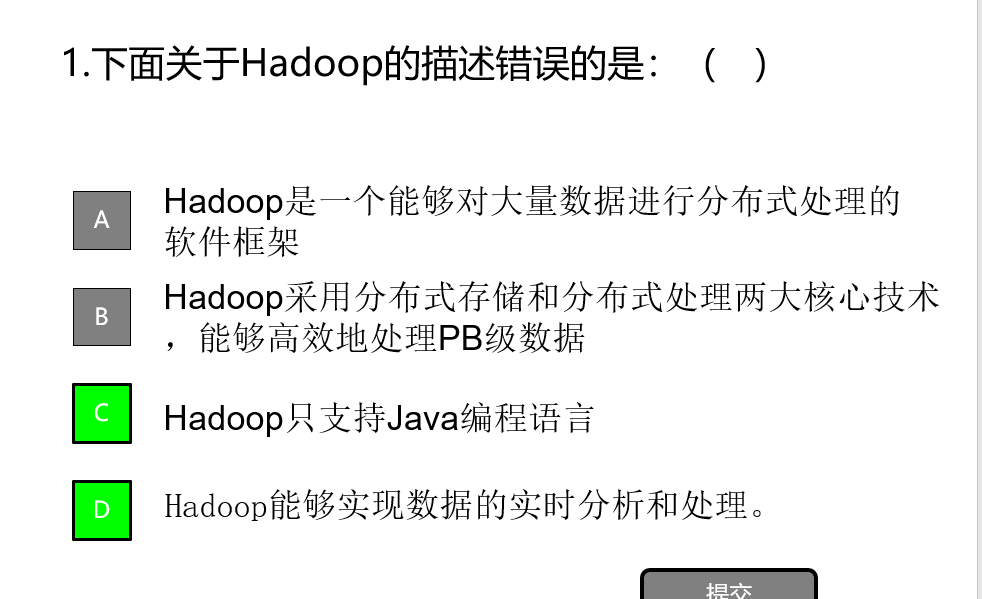 1.下面关于Hadoop的描述错误的是：（　）
A
Hadoop是一个能够对大量数据进行分布式处理的
软件框架
B
Hadoop采用分布式存储和分布式处理两大核心技术
，能够高效地处理PB级数据
C
Hadoop只支持Java编程语言
D
Hadoop能够实现数据的实时分析和处理。
提交